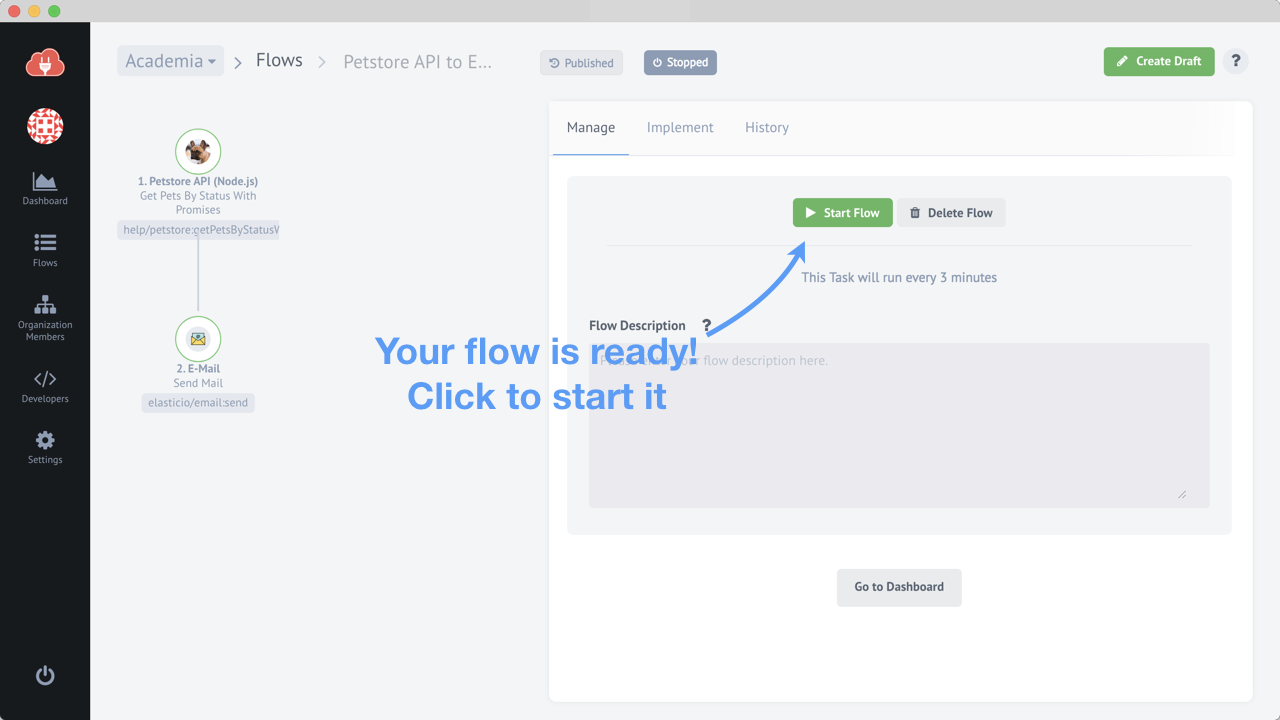 Academia
Flows
Petstore API to E...
Published
Stopped
Create Draft
?
Dashboard
Flows
Organization
Members
Developers
Settings
1. Petstore API (Node.js)
Get Pets By Status With
Promises
help/petstore:getPetsByStatusW
2. E-Mail
Send Mail
elasticio/email:send
Manage
Implement
History
Start Flow
Delete Flow
This Task will run every 3 minutes
Flow Description ?
Your flow is ready!
Click to start it
your flow description here.
Go to Dashboard